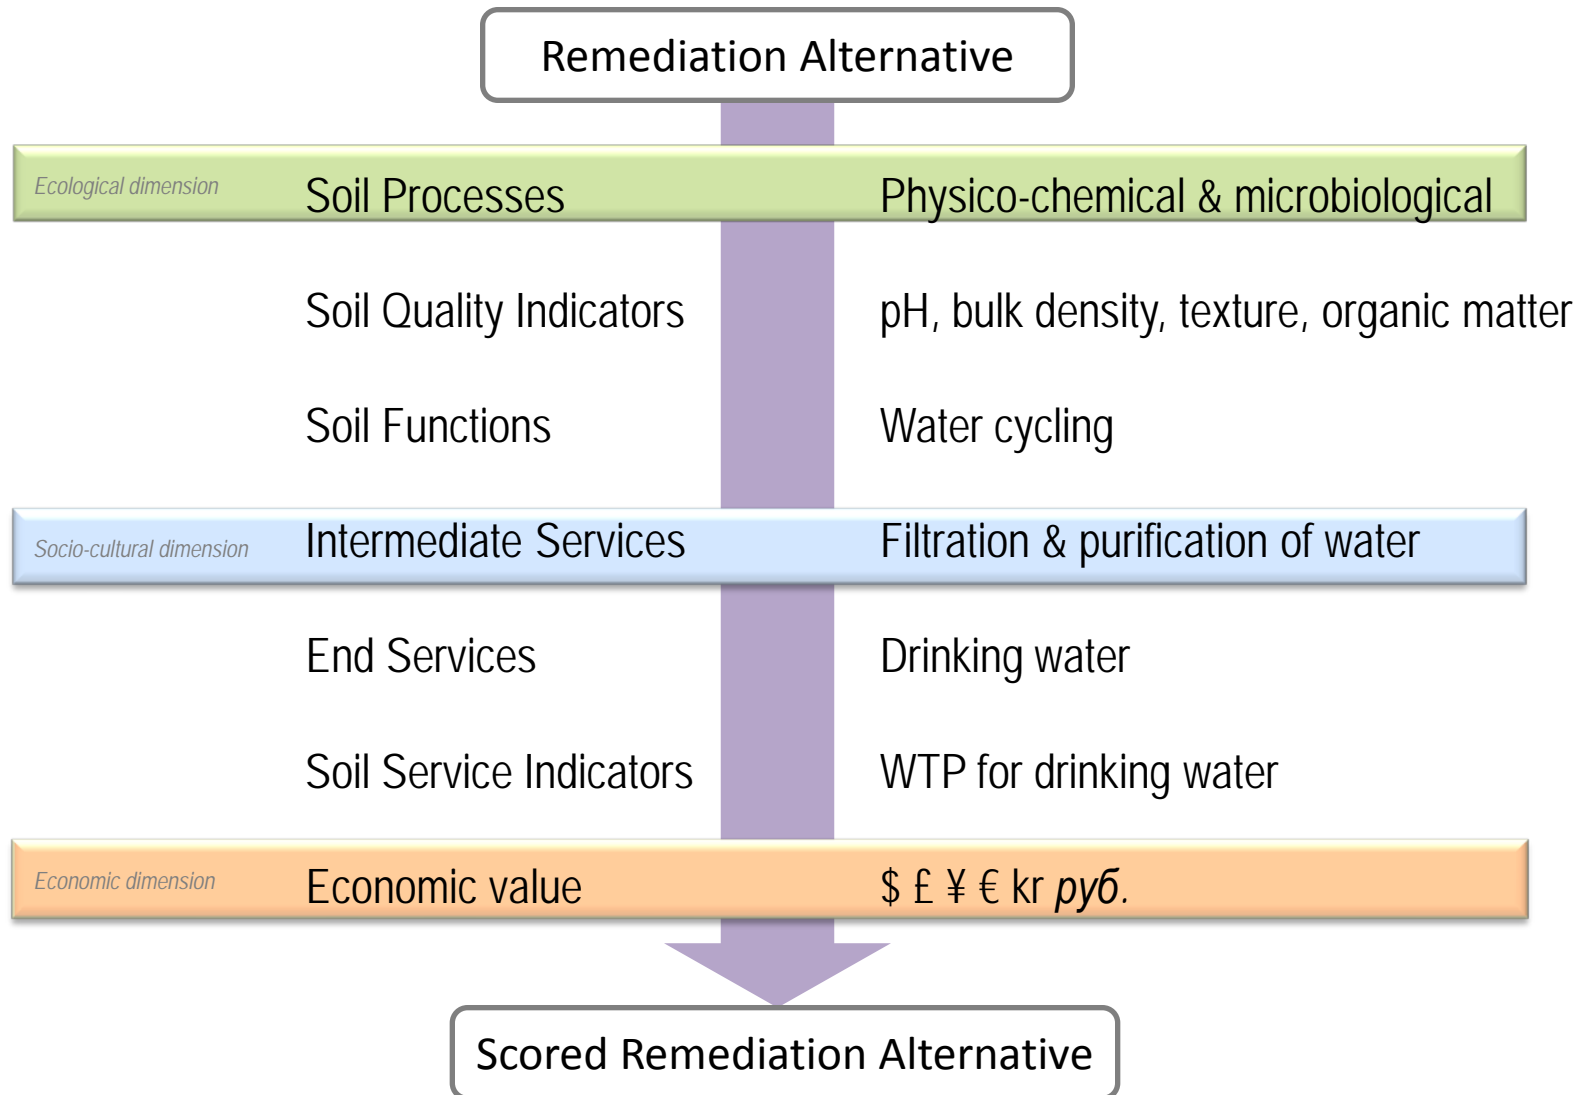 Remediation Alternative
Ecological dimension Soil Processes Physico-chemical & microbiological
Soil Quality Indicators pH, bulk density, texture, organic matter
Soil Functions Water cycling
Socio-cultural dimension Intermediate Services Filtration & purification of water
End Services Drinking water
Soil Service Indicators WTP for drinking water
Economic dimension Economic value $ £ ¥ € kr руб.
Scored Remediation Alternative